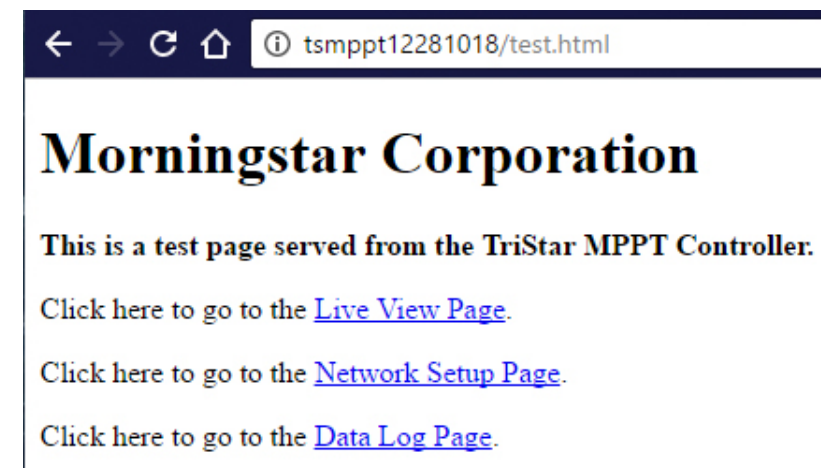 tsmppt12281018/test.html
Morningstar Corporation
This is a test page served from the TriStar MPPT Controller.
Click here to go to the Live View Page.
Click here to go to the Network Setup Page.
Click here to go to the Data Log Page.